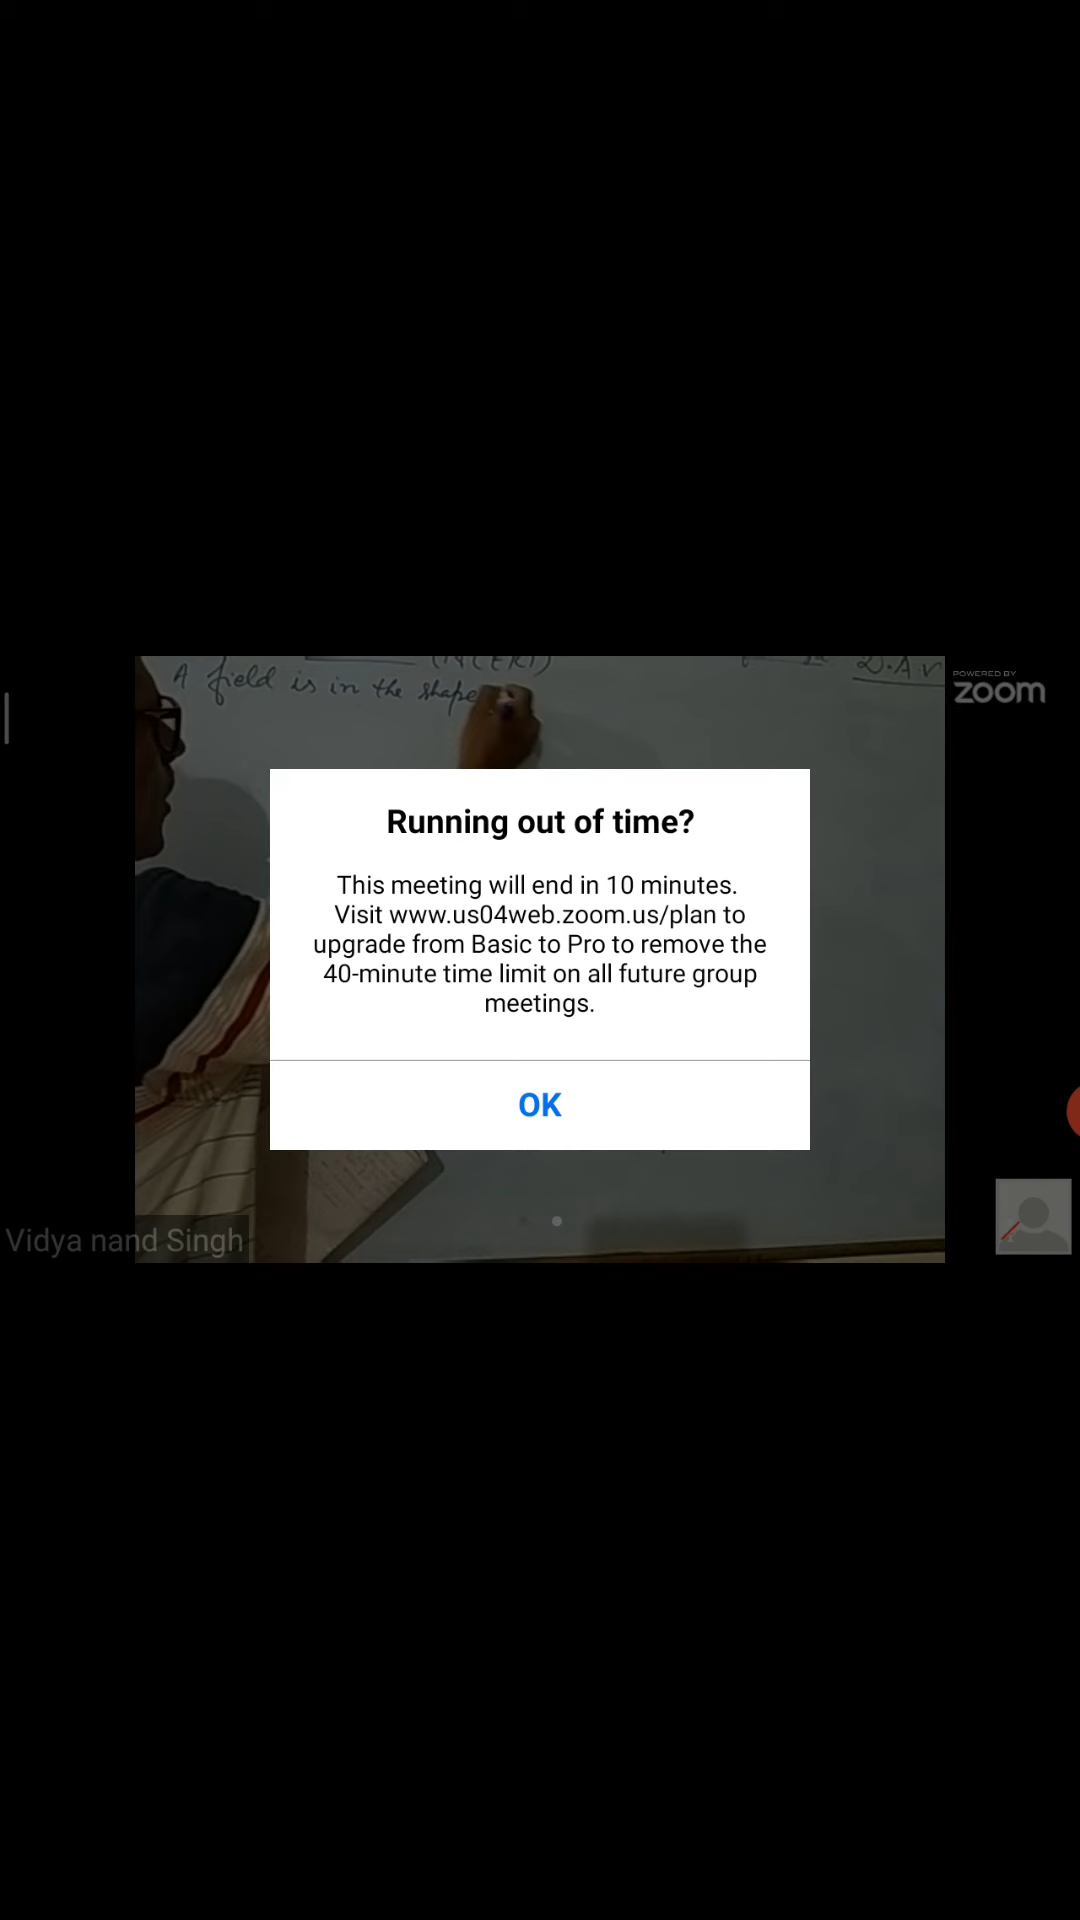 (NCERT)
D.A.V
A field is in the shape
POWERED BY
zoom
Running out of time?
This meeting will end in 10 minutes.
Visit www.us04web.zoom.us/plan to
upgrade from Basic to Pro to remove the
40-minute time limit on all future group
meetings.
OK
Vidya nand Singh